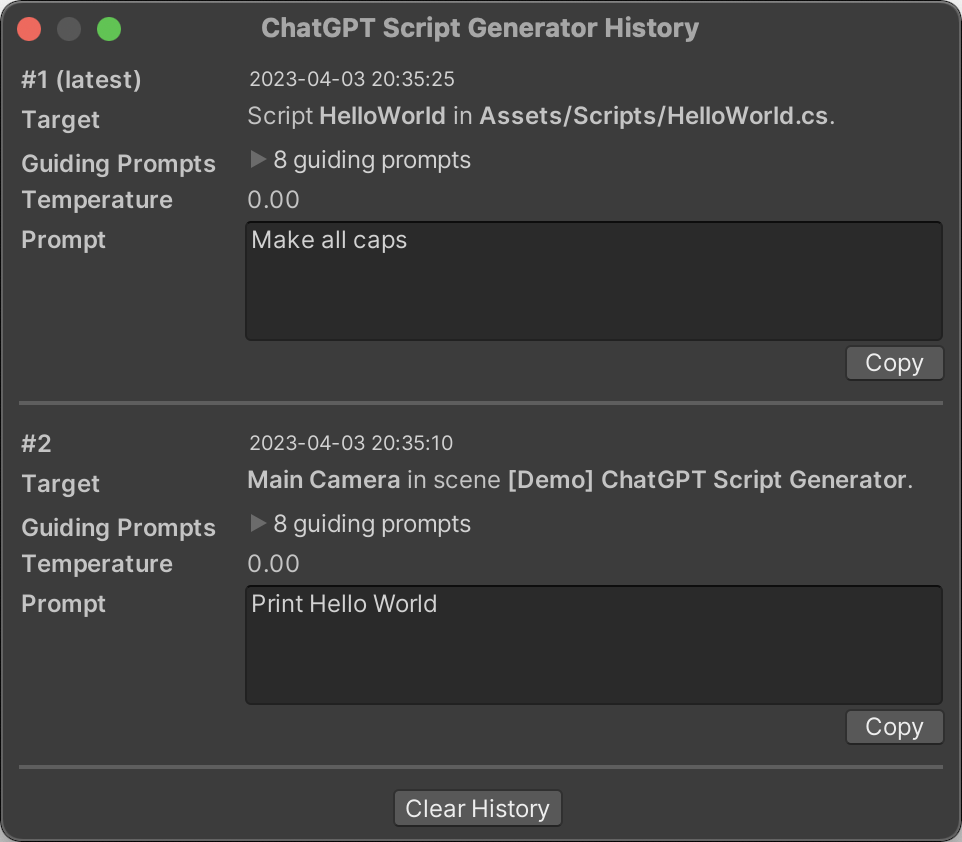 ChatGPT Script Generator History
#1 (latest) 2023-04-03 20:35:25
Target Script HelloWorld in Assets/Scripts/HelloWorld.cs.
Guiding Prompts 8 guiding prompts
Temperature 0.00
Prompt Make all caps
Copy
#2 2023-04-03 20:35:10
Target Main Camera in scene [Demo] ChatGPT Script Generator.
Guiding Prompts 8 guiding prompts
Temperature 0.00
Prompt Print Hello World
Copy
Clear History